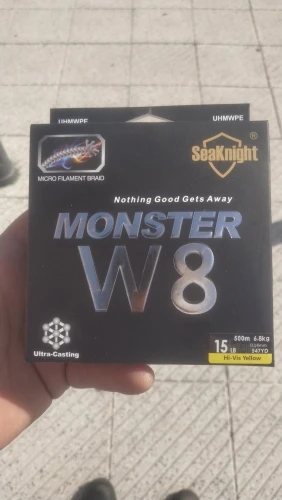 UHMWPE
UHMWPE
SeaKnight®
MICRO FILAMENT BRAID
Nothing Good Gets Away
MONSTER
W8
Ultra-Casting
500m 6.8kg
15 LB
547YD
Hi-Vis Yellow